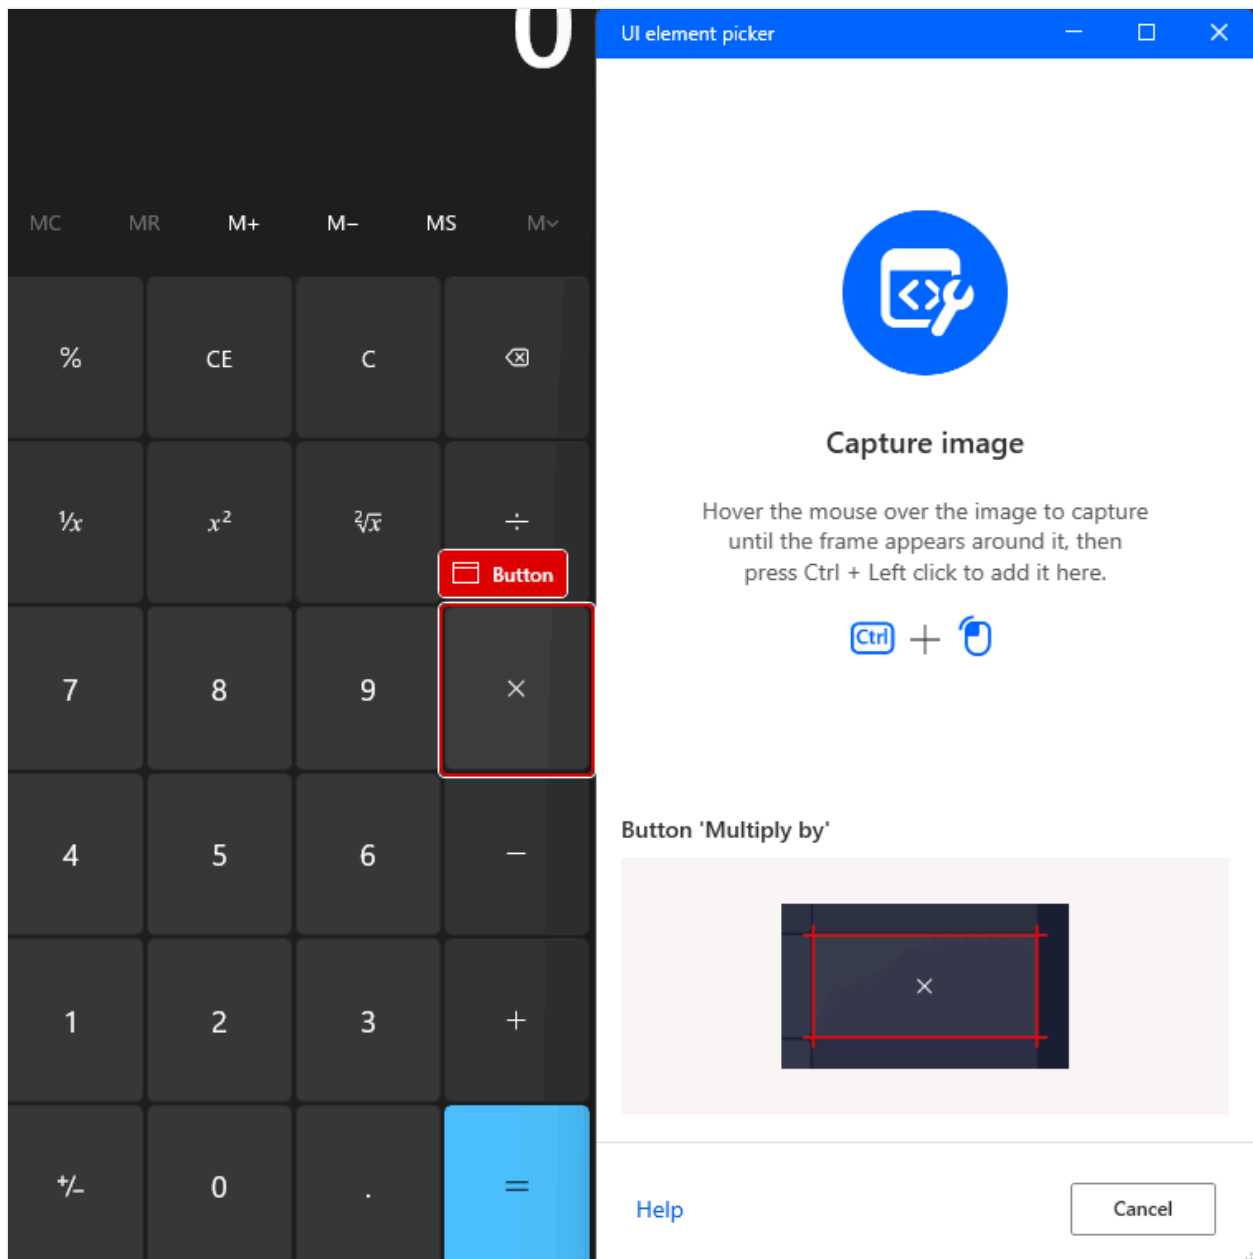 0
MC MR M+ M− MS M
% CE C
⅟x x² ²√x ÷
Button
7 8 9 ×
4 5 6 −
1 2 3 +
+/− 0 . =
UI element picker
Capture image
Hover the mouse over the image to capture
until the frame appears around it, then
press Ctrl + Left click to add it here.
Ctrl +
Button 'Multiply by'
×
Help Cancel